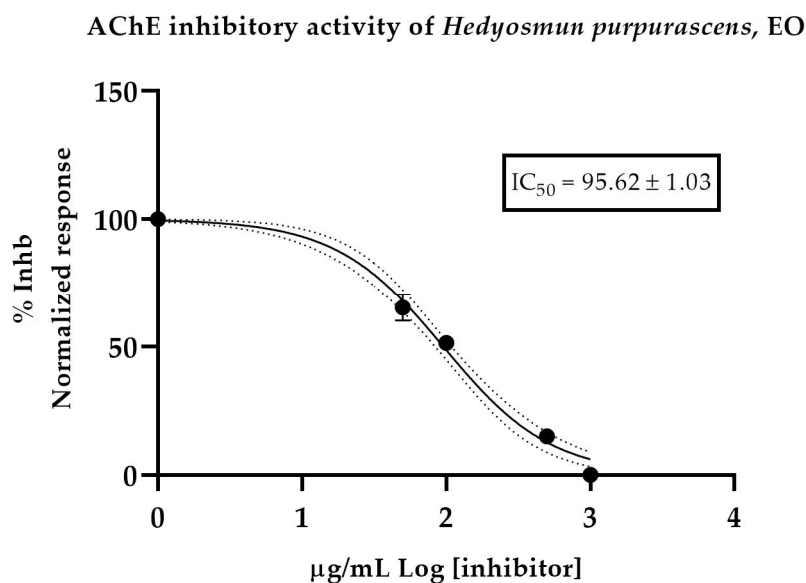 AChE inhibitory activity of Hedyosmun purpurascens, EO
150
100
50
0
% Inhb
Normalized response
IC50 = 95.62 ± 1.03
0 1 2 3 4
μg/mL Log [inhibitor]